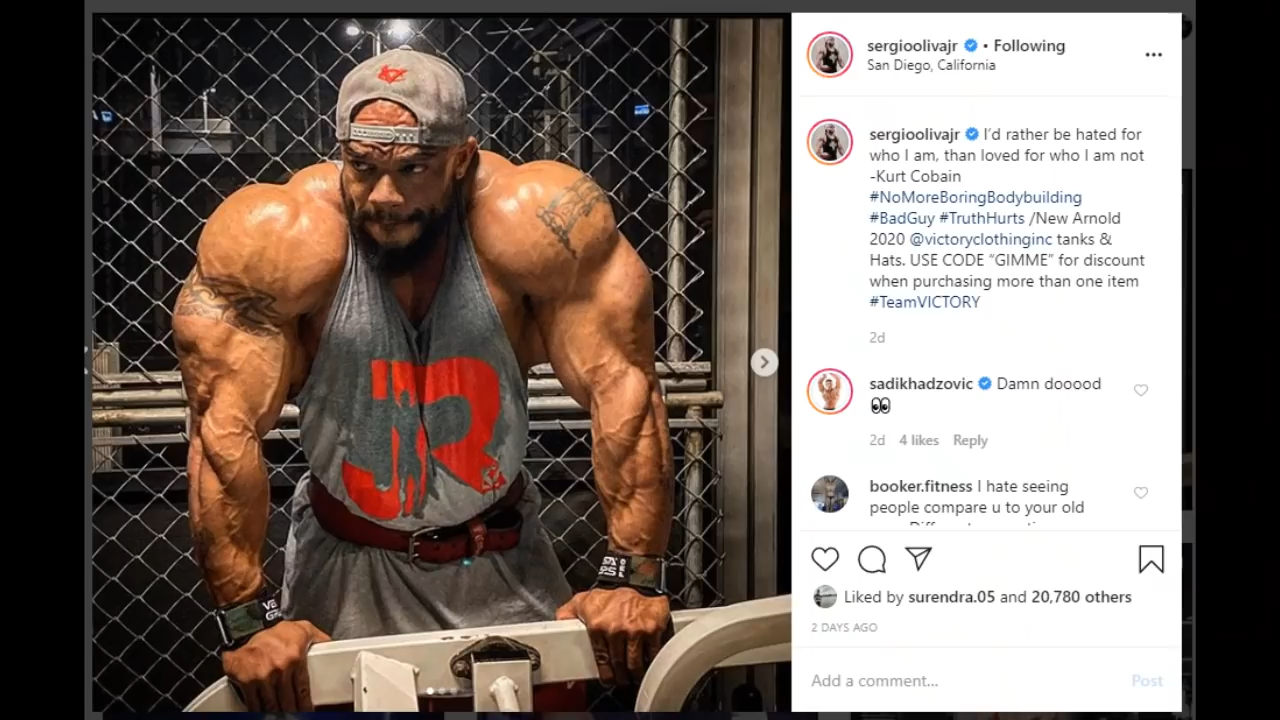 sergioolivajr • Following
San Diego, California
sergioolivajr I'd rather be hated for
who I am, than loved for who I am not
-Kurt Cobain
#NoMoreBoringBodybuilding
#BadGuy #TruthHurts /New Arnold
2020 @victoryclothinginc tanks &
Hats. USE CODE "GIMME" for discount
when purchasing more than one item
#TeamVICTORY
2d
sadikhadzovic Damn dooood
👀
2d 4 likes Reply
booker.fitness I hate seeing
people compare u to your old
Liked by surendra.05 and 20,780 others
2 DAYS AGO
Add a comment... Post
JR